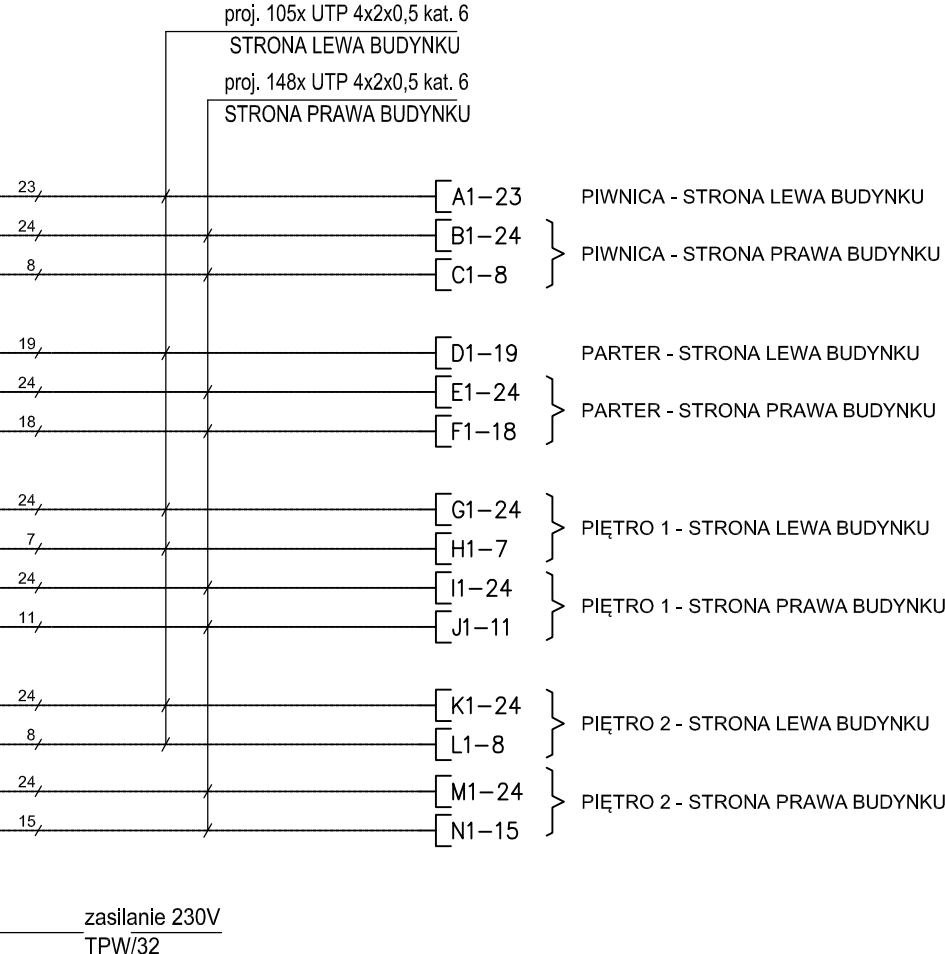 proj. 105x UTP 4x2x0,5 kat. 6
STRONA LEWA BUDYNKU
proj. 148x UTP 4x2x0,5 kat. 6
STRONA PRAWA BUDYNKU
23 A1-23 PIWNICA - STRONA LEWA BUDYNKU
24 B1-24
PIWNICA - STRONA PRAWA BUDYNKU
8 C1-8
19 D1-19 PARTER - STRONA LEWA BUDYNKU
24 E1-24
PARTER - STRONA PRAWA BUDYNKU
18 F1-18
24 G1-24
PIĘTRO 1 - STRONA LEWA BUDYNKU
7 H1-7
24 I1-24
PIĘTRO 1 - STRONA PRAWA BUDYNKU
11 J1-11
24 K1-24
PIĘTRO 2 - STRONA LEWA BUDYNKU
8 L1-8
24 M1-24
PIĘTRO 2 - STRONA PRAWA BUDYNKU
15 N1-15
zasilanie 230V
TPW/32